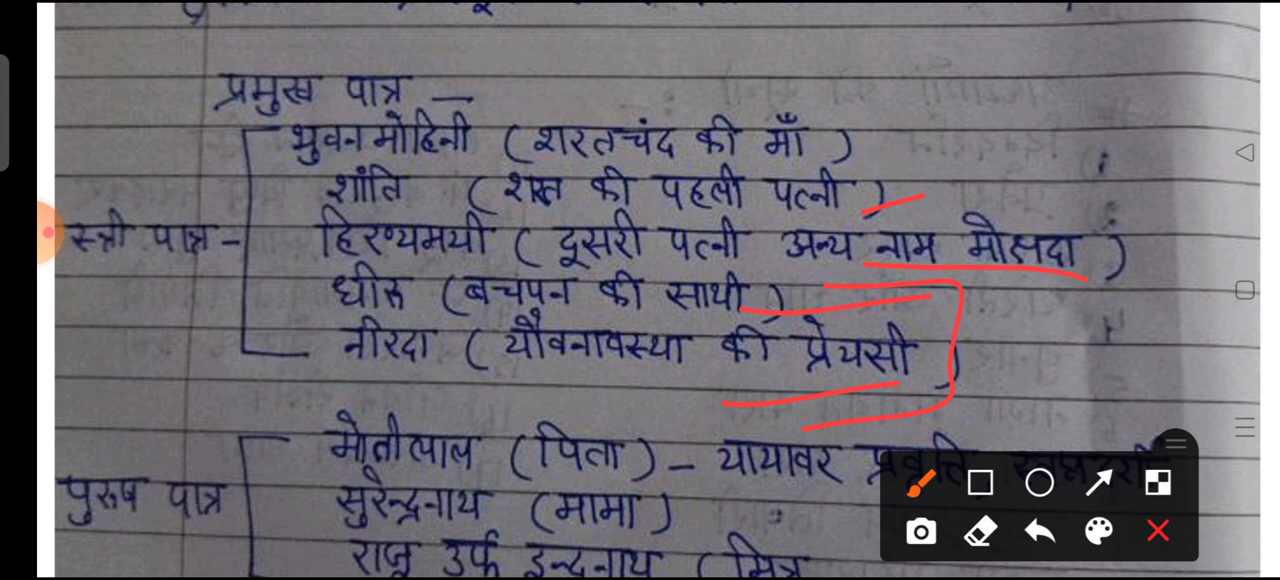 प्रमुख पात्र —
भुवनमोहिनी (शरतचंद की माँ)
शांति (शरत की पहली पत्नी)
स्त्री पात्र - हिरण्यमयी (दूसरी पत्नी अन्य नाम मोक्षदा)
धीरू (बचपन की साथी)
नीरदा (यौवनावस्था की प्रेयसी)
मोतीलाल (पिता) - यायावर प्रवृत्ति
पुरुष पात्र सुरेन्द्रनाथ (मामा)
राजू उर्फ इन्द्रनाथ (मित्र